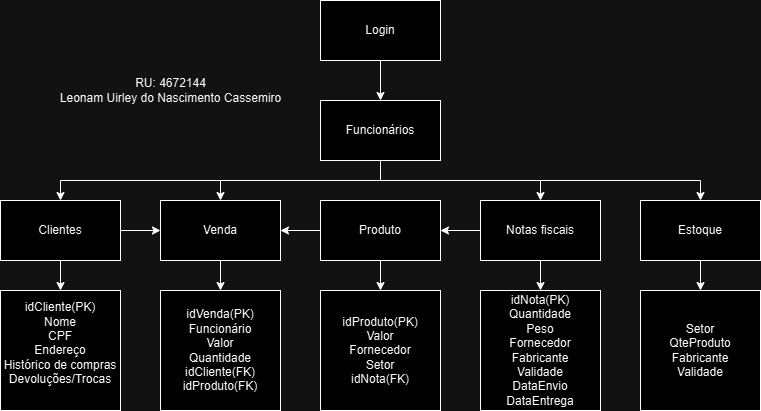 Login
RU: 4672144
Leonam Uirley do Nascimento Cassemiro
Funcionários
Clientes
Venda
Produto
Notas fiscais
Estoque
idCliente(PK)
Nome
CPF
Endereço
Histórico de compras
Devoluções/Trocas
idVenda(PK)
Funcionário
Valor
Quantidade
idCliente(FK)
idProduto(FK)
idProduto(PK)
Valor
Fornecedor
Setor
idNota(FK)
idNota(PK)
Quantidade
Peso
Fornecedor
Fabricante
Validade
DataEnvio
DataEntrega
Setor
QteProduto
Fabricante
Validade